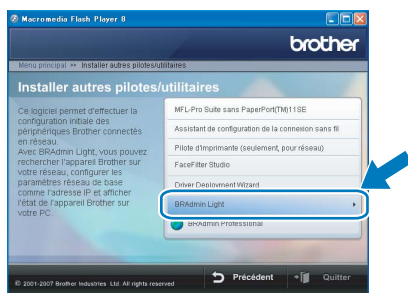 Macromedia Flash Player 8
brother
Menu principal >> Installer autres pilotes/utilitaires
Installer autres pilotes/utilitaires
Ce logiciel permet d'effectuer la
configuration initiale des
périphériques Brother connectés
en réseau.
Avec BRAdmin Light, vous pouvez
rechercher l'appareil Brother sur
votre réseau, configurer les
paramètres réseau de base
comme l'adresse IP et afficher
l'état de l'appareil Brother sur
votre PC.
MFL-Pro Suite sans PaperPort(TM)11SE
Assistant de configuration de la connexion sans fil
Pilote d'imprimante (seulement, pour réseau)
FaceFilter Studio
Driver Deployment Wizard
BRAdmin Light
BRAdmin Professional
© 2001-2007 Brother Industries Ltd. All rights reserved
Précédent
Quitter